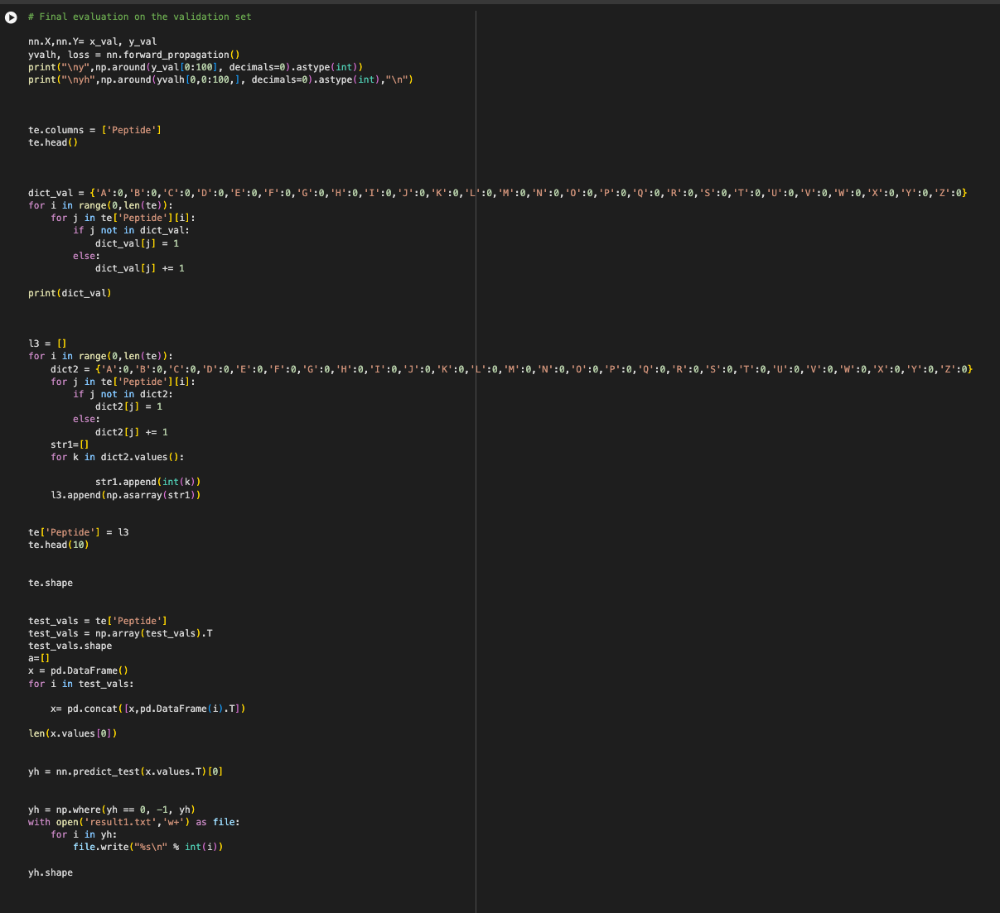 # Final evaluation on the validation set
nn.X,nn.Y= x_val, y_val
yvalh, loss = nn.forward_propagation()
print("\ny",np.around(y_val[0:100], decimals=0).astype(int))
print("\nyh",np.around(yvalh[0,0:100,], decimals=0).astype(int),"\n")
te.columns = ['Peptide']
te.head()
dict_val = {'A':0,'B':0,'C':0,'D':0,'E':0,'F':0,'G':0,'H':0,'I':0,'J':0,'K':0,'L':0,'M':0,'N':0,'O':0,'P':0,'Q':0,'R':0,'S':0,'T':0,'U':0,'V':0,'W':0,'X':0,'Y':0,'Z':0}
for i in range(0,len(te)):
    for j in te['Peptide'][i]:
        if j not in dict_val:
            dict_val[j] = 1
        else:
            dict_val[j] += 1
print(dict_val)
l3 = []
for i in range(0,len(te)):
    dict2 = {'A':0,'B':0,'C':0,'D':0,'E':0,'F':0,'G':0,'H':0,'I':0,'J':0,'K':0,'L':0,'M':0,'N':0,'O':0,'P':0,'Q':0,'R':0,'S':0,'T':0,'U':0,'V':0,'W':0,'X':0,'Y':0,'Z':0}
    for j in te['Peptide'][i]:
        if j not in dict2:
            dict2[j] = 1
        else:
            dict2[j] += 1
    str1=[]
    for k in dict2.values():
            str1.append(int(k))
    l3.append(np.asarray(str1))
te['Peptide'] = l3
te.head(10)
te.shape
test_vals = te['Peptide']
test_vals = np.array(test_vals).T
test_vals.shape
a=[]
x = pd.DataFrame()
for i in test_vals:
    x= pd.concat([x,pd.DataFrame(i).T])
len(x.values[0])
yh = nn.predict_test(x.values.T)[0]
yh = np.where(yh == 0, -1, yh)
with open('result1.txt','w+') as file:
    for i in yh:
        file.write("%s\n" % int(i))
yh.shape